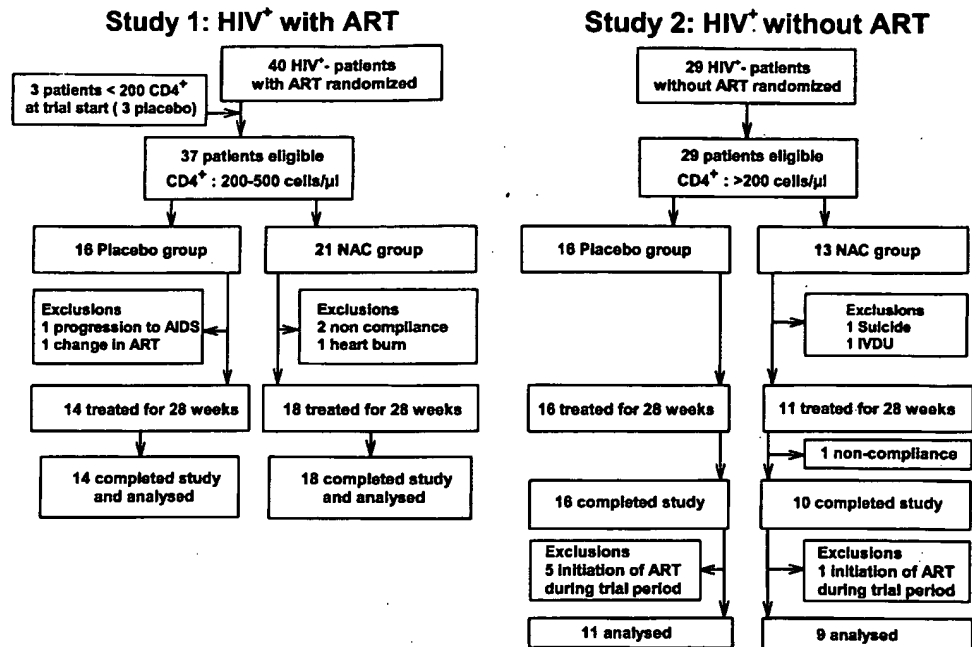 Study 1: HIV+ with ART
40 HIV+- patients
with ART randomized
3 patients < 200 CD4+
at trial start ( 3 placebo)
37 patients eligible
CD4+ : 200-500 cells/µl
16 Placebo group
21 NAC group
Exclusions
1 progression to AIDS
1 change in ART
Exclusions
2 non compliance
1 heart burn
14 treated for 28 weeks
18 treated for 28 weeks
14 completed study
and analysed
18 completed study
and analysed
Study 2: HIV+ without ART
29 HIV+- patients
without ART randomized
29 patients eligible
CD4+ : >200 cells/µl
16 Placebo group
13 NAC group
Exclusions
1 Suicide
1 IVDU
16 treated for 28 weeks
11 treated for 28 weeks
1 non-compliance
16 completed study
10 completed study
Exclusions
5 initiation of ART
during trial period
Exclusions
1 initiation of ART
during trial period
11 analysed
9 analysed